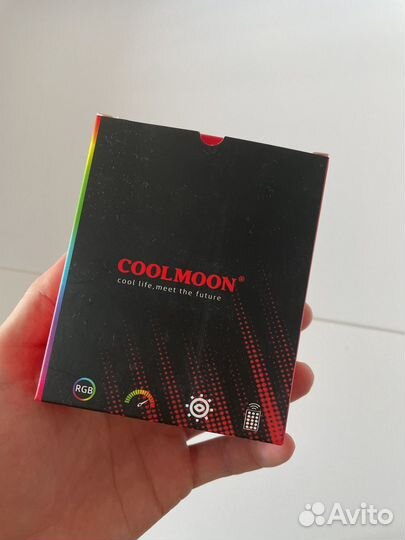 COOLMOON®
cool life,meet the future
RGB
Avito